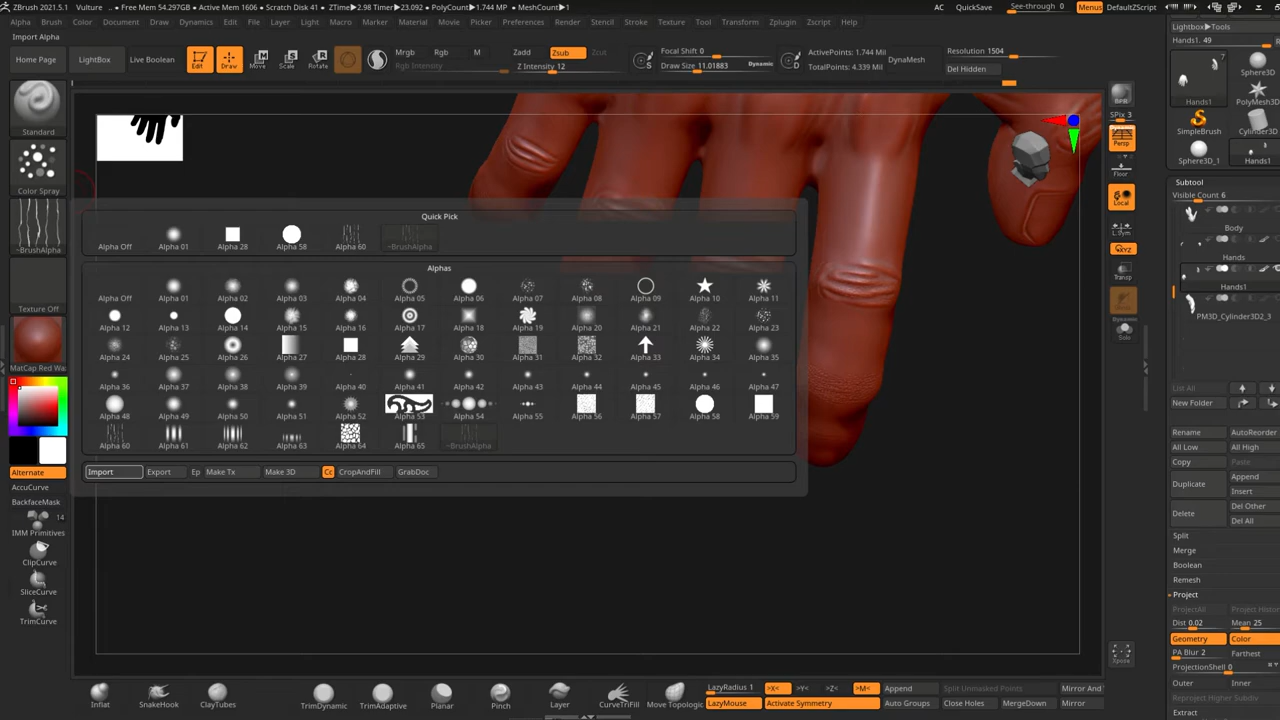 ZBrush 2021.5.1 Vulture • Free Mem 54.297GB • Active Mem 1606 • Scratch Disk 41 • ZTime▶2.98 Timer▶23.092 • PolyCount▶1.744 MP • MeshCount▶1 AC QuickSave See-through 0 Menus DefaultZScript
Alpha Brush Color Document Draw Dynamics Edit File Layer Light Macro Marker Material Movie Picker Preferences Render Stencil Stroke Texture Tool Transform Zplugin Zscript Help
Import Alpha
Home Page LightBox Live Boolean Edit Draw Move Scale Rotate
Mrgb Rgb M
Rgb Intensity
Zadd Zsub Zcut
Z Intensity 12
Focal Shift 0
Draw Size 11.01883 Dynamic
ActivePoints: 1.744 Mil
TotalPoints: 4.339 Mil
DynaMesh
Resolution 1504
Del Hidden
Lightbox▶Tools
Hands1. 49
7
Sphere3D
Hands1 PolyMesh3D
SimpleBrush Cylinder3D
Sphere3D_1 Hands1
Standard
Color Spray
~BrushAlpha
Texture Off
MatCap Red Wa
Alternate
AccuCurve
BackfaceMask
14
IMM Primitives
ClipCurve
SliceCurve
TrimCurve
Quick Pick
Alpha Off Alpha 01 Alpha 28 Alpha 58 Alpha 60 ~BrushAlpha
Alphas
Alpha Off Alpha 01 Alpha 02 Alpha 03 Alpha 04 Alpha 05 Alpha 06 Alpha 07 Alpha 08 Alpha 09 Alpha 10 Alpha 11
Alpha 12 Alpha 13 Alpha 14 Alpha 15 Alpha 16 Alpha 17 Alpha 18 Alpha 19 Alpha 20 Alpha 21 Alpha 22 Alpha 23
Alpha 24 Alpha 25 Alpha 26 Alpha 27 Alpha 28 Alpha 29 Alpha 30 Alpha 31 Alpha 32 Alpha 33 Alpha 34 Alpha 35
Alpha 36 Alpha 37 Alpha 38 Alpha 39 Alpha 40 Alpha 41 Alpha 42 Alpha 43 Alpha 44 Alpha 45 Alpha 46 Alpha 47
Alpha 48 Alpha 49 Alpha 50 Alpha 51 Alpha 52 Alpha 53 Alpha 54 Alpha 55 Alpha 56 Alpha 57 Alpha 58 Alpha 59
Alpha 60 Alpha 61 Alpha 62 Alpha 63 Alpha 64 Alpha 65 ~BrushAlpha
Import Export Ep Make Tx Make 3D Cc CropAndFill GrabDoc
BPR
SPix 3
Persp
Floor
Local
L.Sym
XYZ
Transp
Dynamic
Solo
Xpose
Subtool
Visible Count 6
Body
Hands
Hands1
PM3D_Cylinder3D2_3
List All
New Folder
Rename AutoReorder
All Low All High
Copy Paste
Duplicate Append
Insert
Delete Del Other
Del All
Split
Merge
Boolean
Remesh
Project
ProjectAll Project Histor
Dist 0.02 Mean 25
Geometry Color
PA Blur 2 Farthest
ProjectionShell 0
Outer Inner
Reproject Higher Subdiv
Extract
Inflat SnakeHook ClayTubes TrimDynamic TrimAdaptive Planar Pinch Layer CurveTriFill Move Topologic
LazyRadius 1 >X< >Y< >Z< >M< Append Split Unmasked Points Mirror And
LazyMouse Activate Symmetry Auto Groups Close Holes MergeDown Mirror